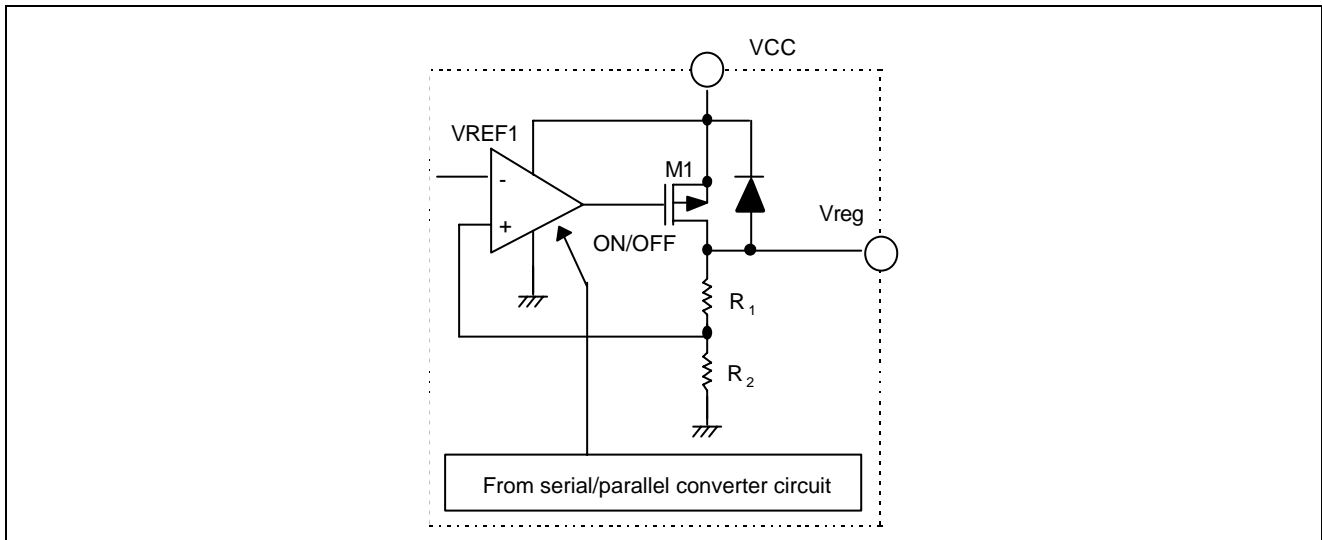 VCC
VREF1
-
M1
+
ON/OFF
Vreg
R1
R2
From serial/parallel converter circuit